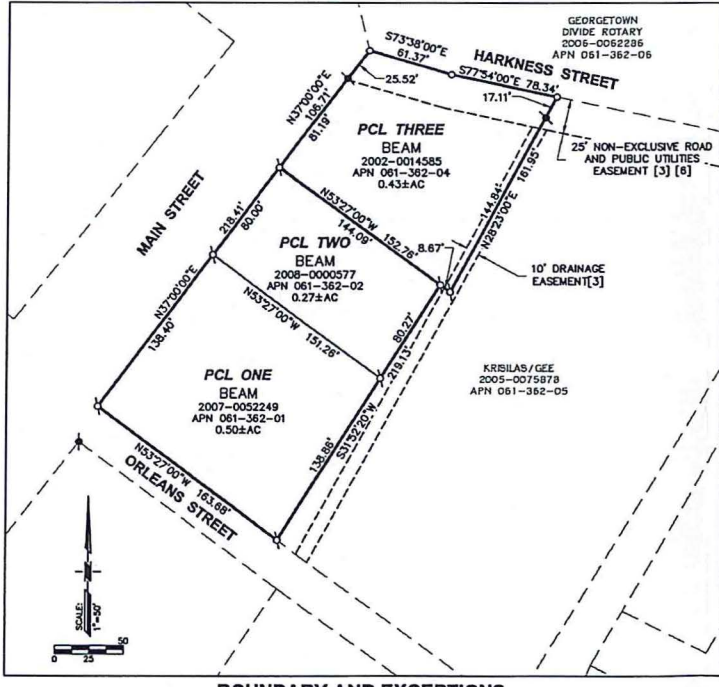 GEORGETOWN
DIVIDE ROTARY
2006-0062286
APN 061-362-06
S73°38'00"E
61.37'
HARKNESS STREET
S77°54'00"E 78.34'
25.52'
17.11'
N37°00'00"E
106.71'
81.19'
PCL THREE
BEAM
2002-0014585
APN 061-362-04
0.43±AC
25' NON-EXCLUSIVE ROAD
AND PUBLIC UTILITIES
EASEMENT [3] [6]
144.84'
N28°23'00"E 161.95'
MAIN STREET
218.41'
80.00'
N53°27'00"W 152.76'
144.09'
8.67'
PCL TWO
BEAM
2008-0000577
APN 061-362-02
0.27±AC
10' DRAINAGE
EASEMENT[3]
N37°00'00"E
138.40'
N53°27'00"W 151.26'
80.27'
219.13'
S31°52'20"W
138.86'
KRISILAS/GEE
2005-0075878
APN 061-362-05
PCL ONE
BEAM
2007-0052249
APN 061-362-01
0.50±AC
N53°27'00"W 163.68'
ORLEANS STREET
SCALE:
1"=50'
0 25 50
BOUNDARY AND EXCEPTIONS